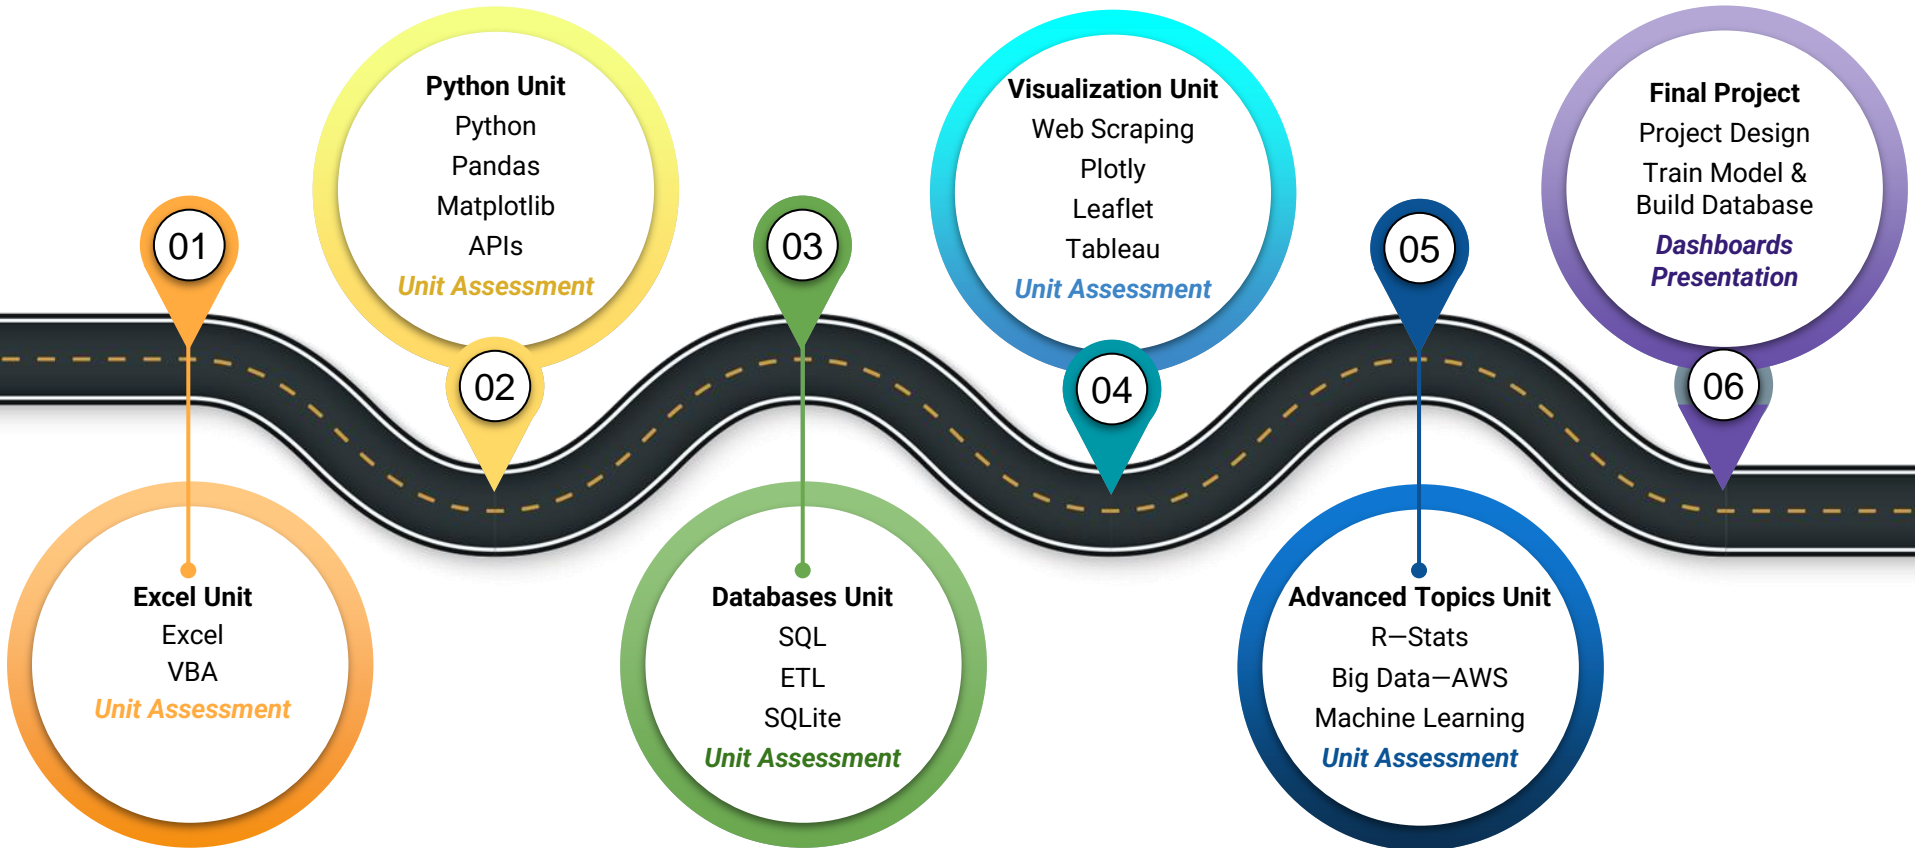 01
Excel Unit
Excel
VBA
Unit Assessment
02
Python Unit
Python
Pandas
Matplotlib
APIs
Unit Assessment
03
Databases Unit
SQL
ETL
SQLite
Unit Assessment
04
Visualization Unit
Web Scraping
Plotly
Leaflet
Tableau
Unit Assessment
05
Advanced Topics Unit
R—Stats
Big Data—AWS
Machine Learning
Unit Assessment
06
Final Project
Project Design
Train Model &
Build Database
Dashboards
Presentation